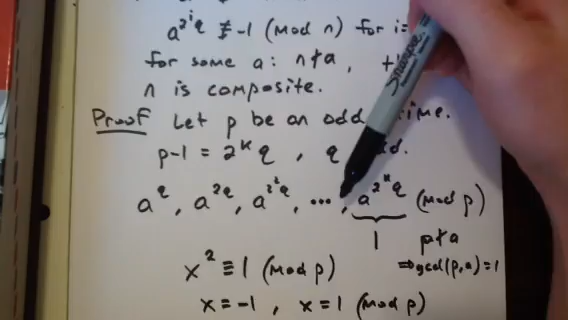 a^{2^i q} ≢ -1 (mod n) for i=
for some a: n∤a,
n is composite.
Proof Let p be an odd
p-1 = 2^k q, q
a^q, a^{2q}, a^{2^2 q}, ..., a^{2^k q} (mod p)
1 p∤a
⇒gcd(p,a)=1
x^2 ≡ 1 (mod p)
x=-1, x=1 (mod p)
Sharpie